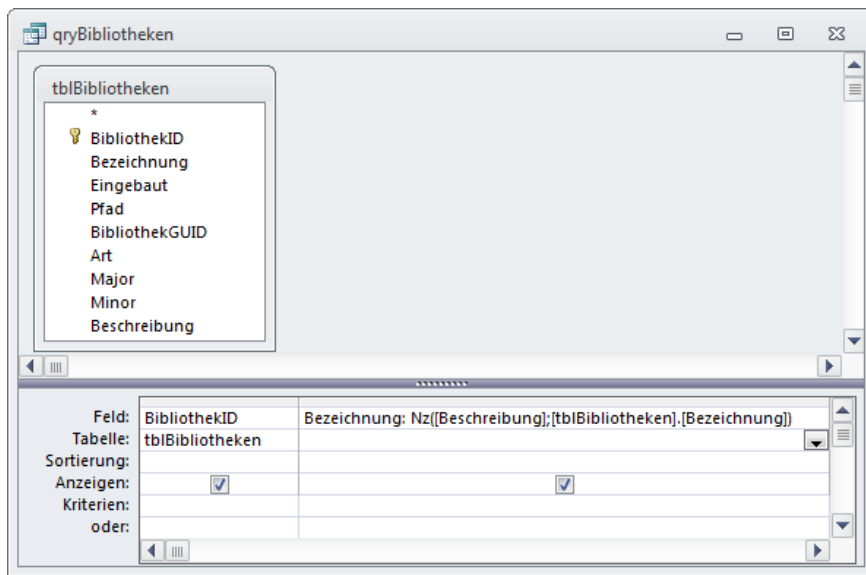 qryBibliotheken
tblBibliotheken
*
BibliothekID
Bezeichnung
Eingebaut
Pfad
BibliothekGUID
Art
Major
Minor
Beschreibung
Feld: BibliothekID Bezeichnung: Nz([Beschreibung];[tblBibliotheken].[Bezeichnung])
Tabelle: tblBibliotheken
Sortierung:
Anzeigen:
Kriterien:
oder: